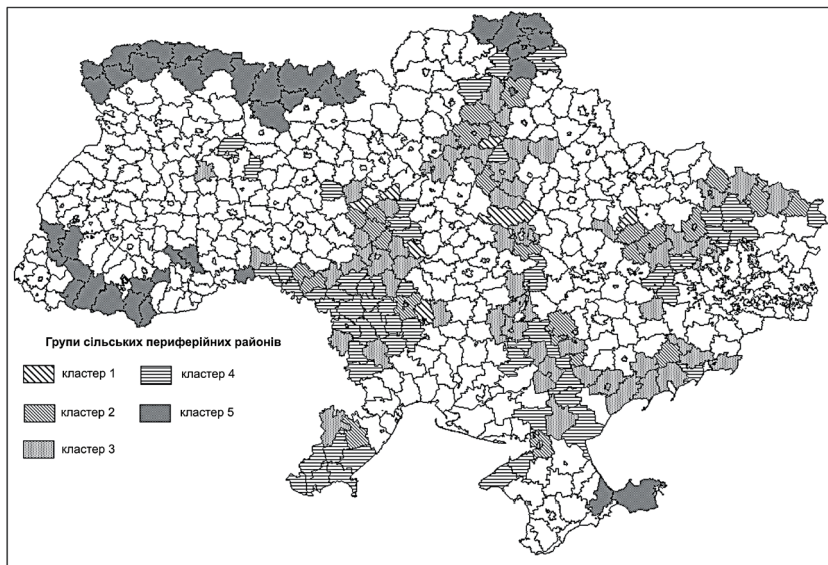 Групи сільських периферійних районів
кластер 1
кластер 4
кластер 2
кластер 5
кластер 3